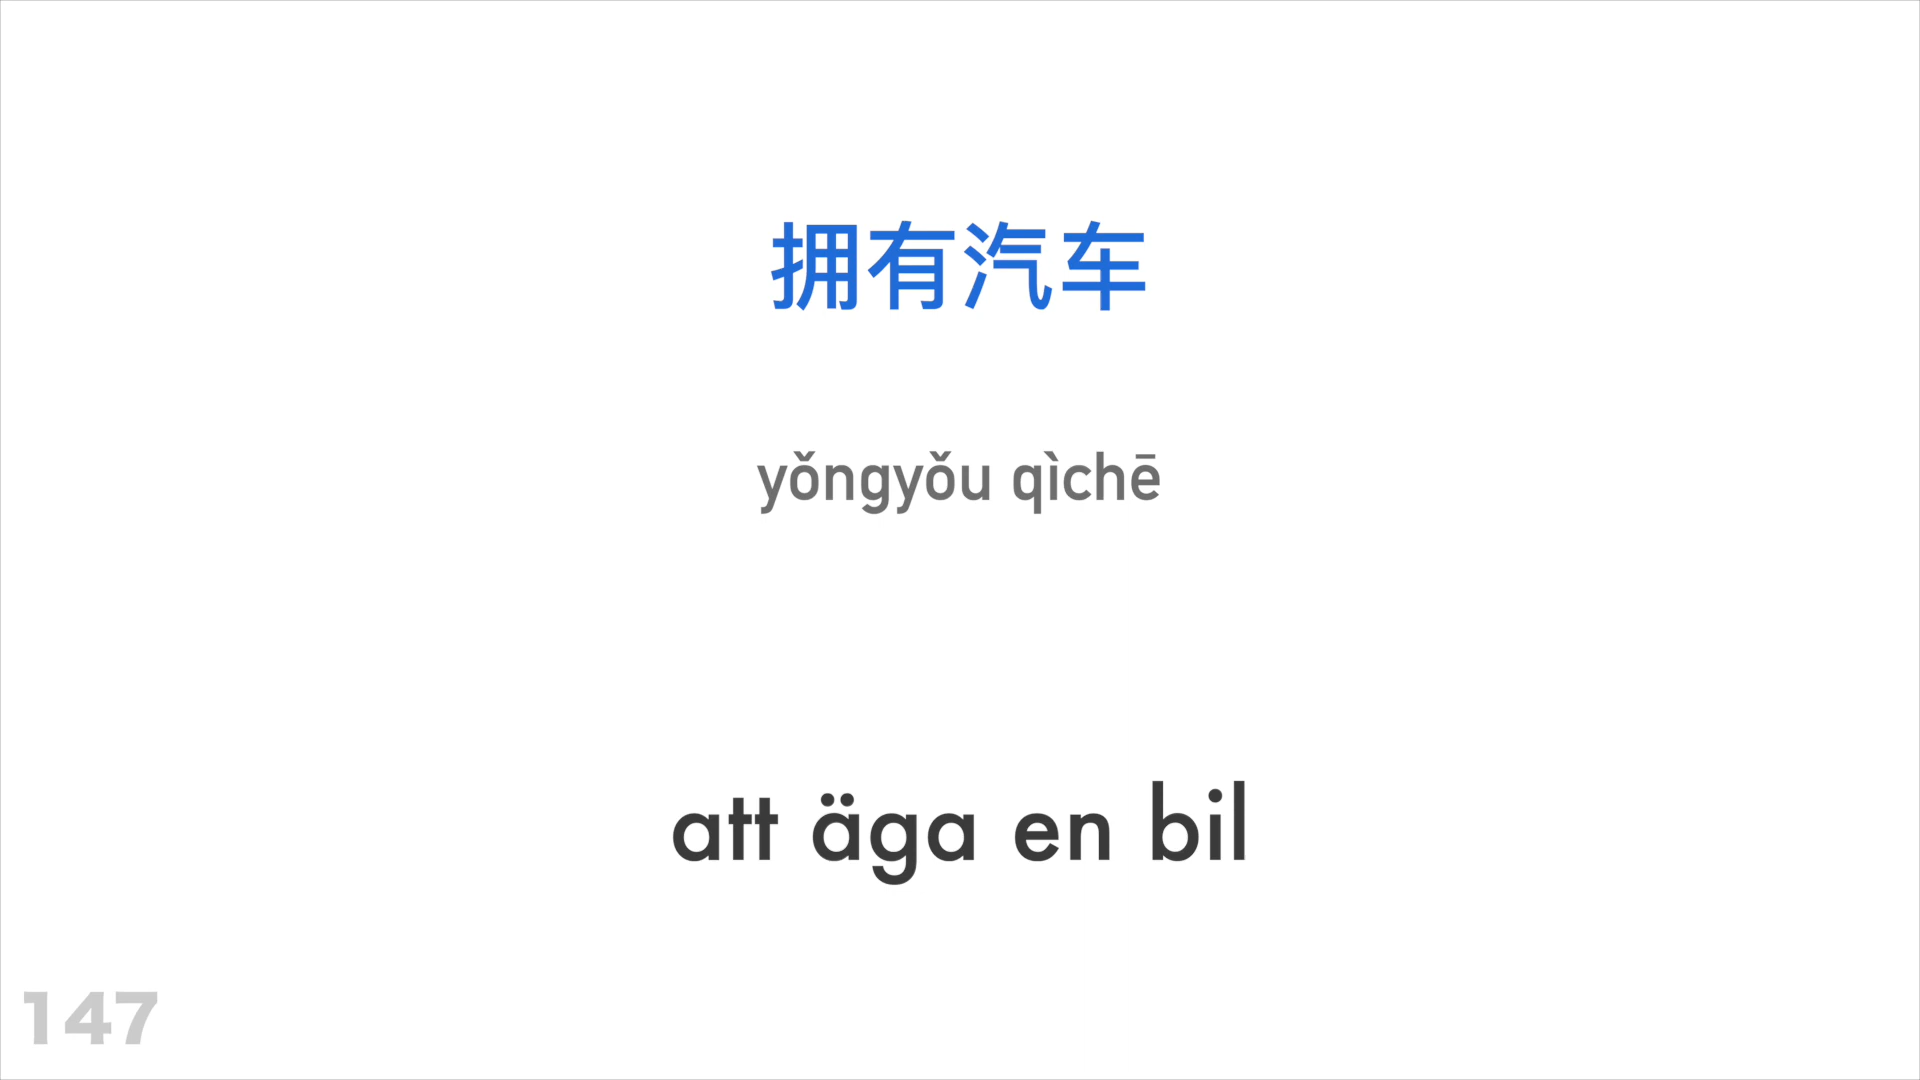 拥有汽车
yǒngyǒu qìchē
att äga en bil
147